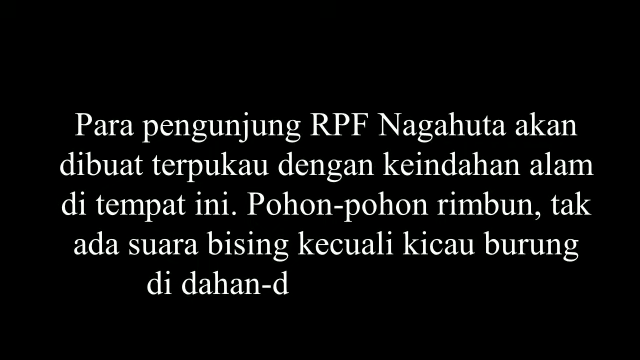 Para pengunjung RPF Nagahuta akan
dibuat terpukau dengan keindahan alam
di tempat ini. Pohon-pohon rimbun, tak
ada suara bising kecuali kicau burung
di dahan-d